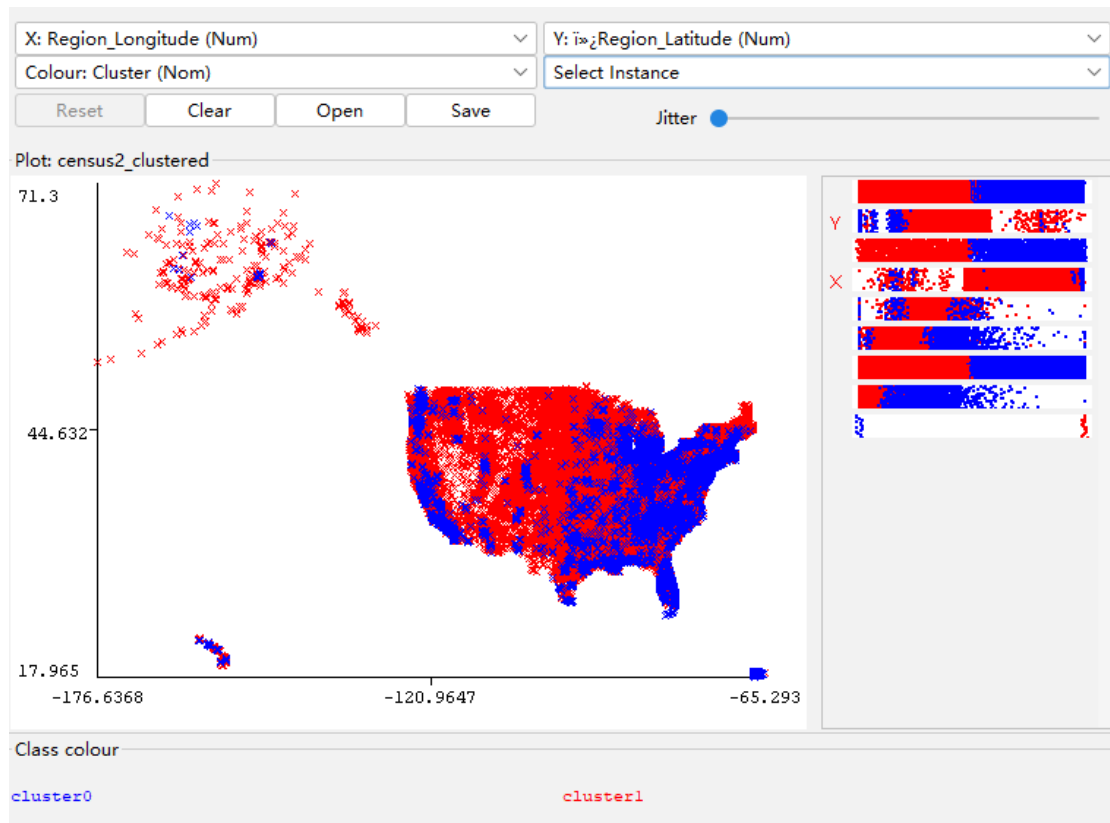 X: Region_Longitude (Num) Y: ï»¿Region_Latitude (Num)
Colour: Cluster (Nom) Select Instance
Reset Clear Open Save Jitter
Plot: census2_clustered
71.3
Y
X
44.632
17.965
-176.6368 -120.9647 -65.293
Class colour
cluster0 cluster1